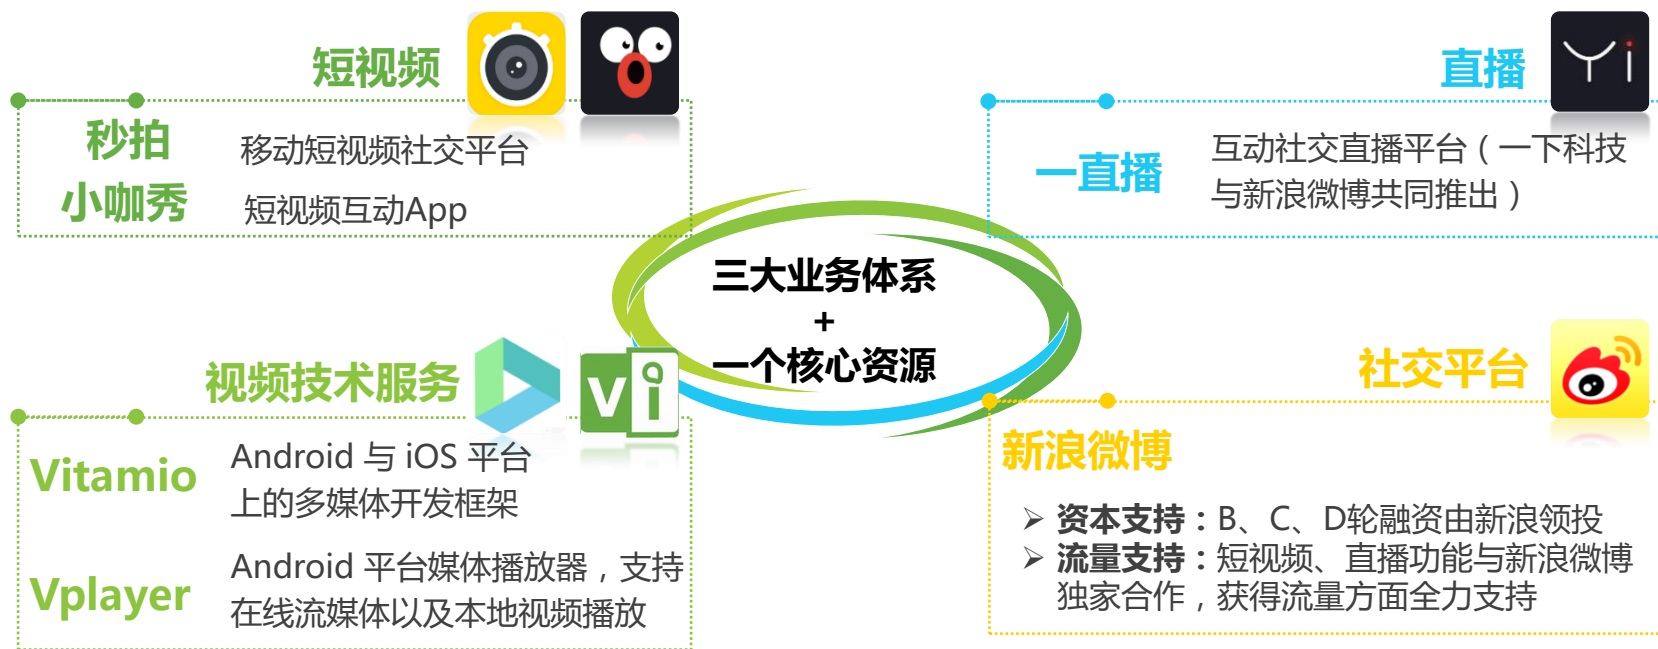 短视频
秒拍
移动短视频社交平台
小咖秀
短视频互动App
直播
一直播
互动社交直播平台（一下科技
与新浪微博共同推出）
三大业务体系
+
一个核心资源
视频技术服务
Vitamio
Android 与 iOS 平台
上的多媒体开发框架
Vplayer
Android 平台媒体播放器，支持
在线流媒体以及本地视频播放
社交平台
新浪微博
➢ 资本支持：B、C、D轮融资由新浪领投
➢ 流量支持：短视频、直播功能与新浪微博
独家合作，获得流量方面全力支持
Yi
Vi